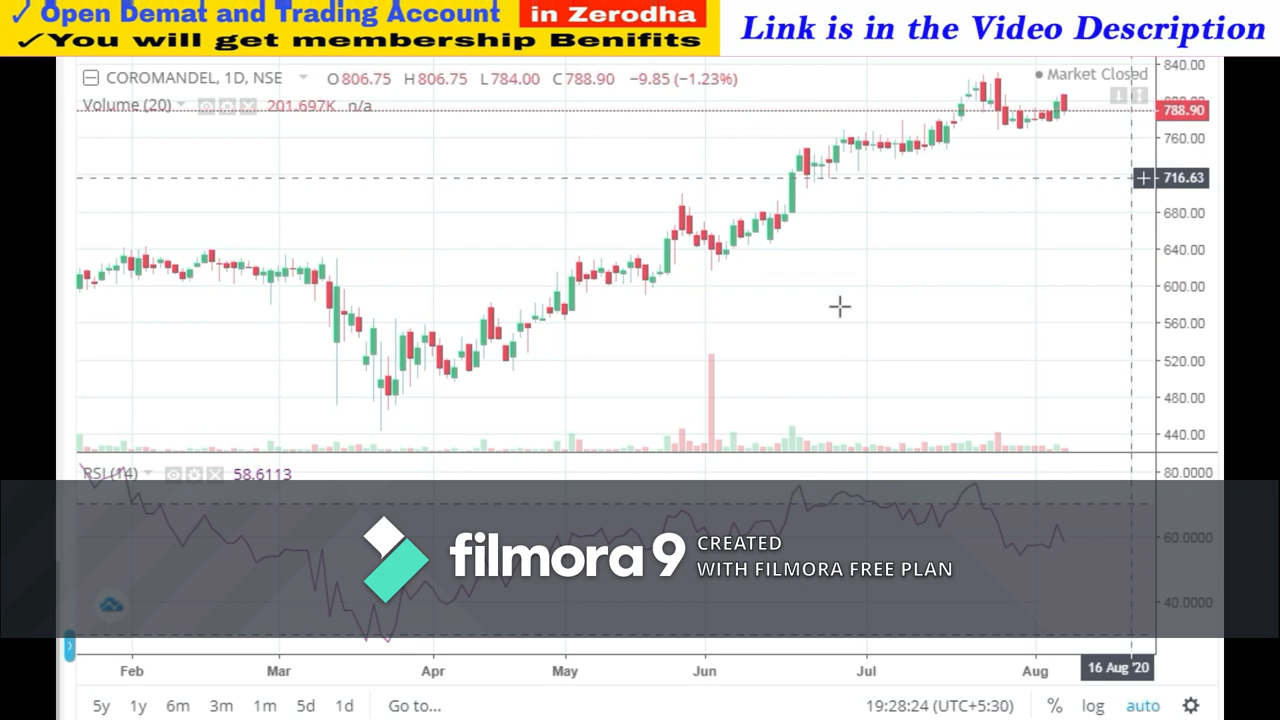 ✓ Open Demat and Trading Account in Zerodha
✓You will get membership Benifits
Link is in the Video Description
COROMANDEL, 1D, NSE O806.75 H806.75 L784.00 C788.90 −9.85 (−1.23%)
Market Closed
Volume (20) 201.697K n/a
840.00
788.90
760.00
716.63
680.00
640.00
600.00
560.00
520.00
480.00
440.00
RSI (14) 58.6113
80.0000
60.0000
40.0000
filmora9 CREATED
WITH FILMORA FREE PLAN
Feb Mar Apr May Jun Jul Aug 16 Aug '20
5y 1y 6m 3m 1m 5d 1d Go to... 19:28:24 (UTC+5:30) % log auto